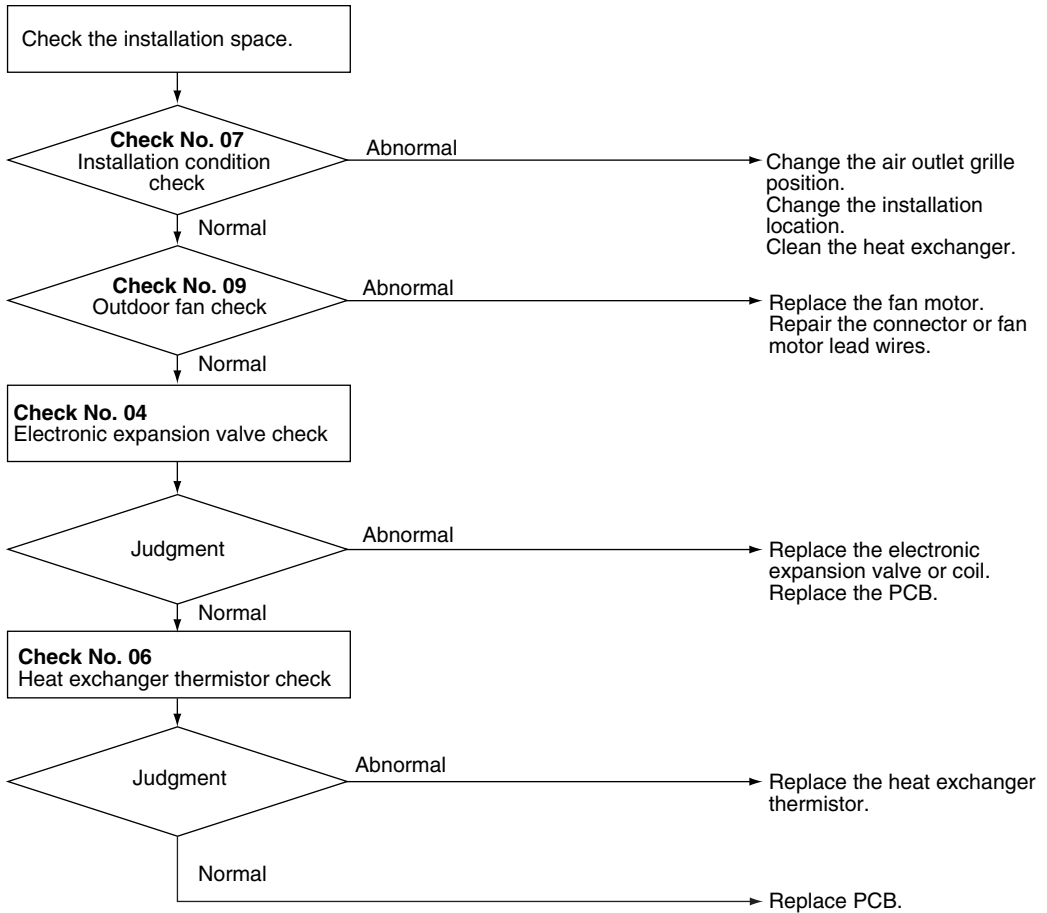 Check the installation space.
Check No. 07
Installation condition
check
Abnormal
Change the air outlet grille
position.
Change the installation
location.
Clean the heat exchanger.
Normal
Check No. 09
Outdoor fan check
Abnormal
Replace the fan motor.
Repair the connector or fan
motor lead wires.
Normal
Check No. 04
Electronic expansion valve check
Judgment
Abnormal
Replace the electronic
expansion valve or coil.
Replace the PCB.
Normal
Check No. 06
Heat exchanger thermistor check
Judgment
Abnormal
Replace the heat exchanger
thermistor.
Normal
Replace PCB.